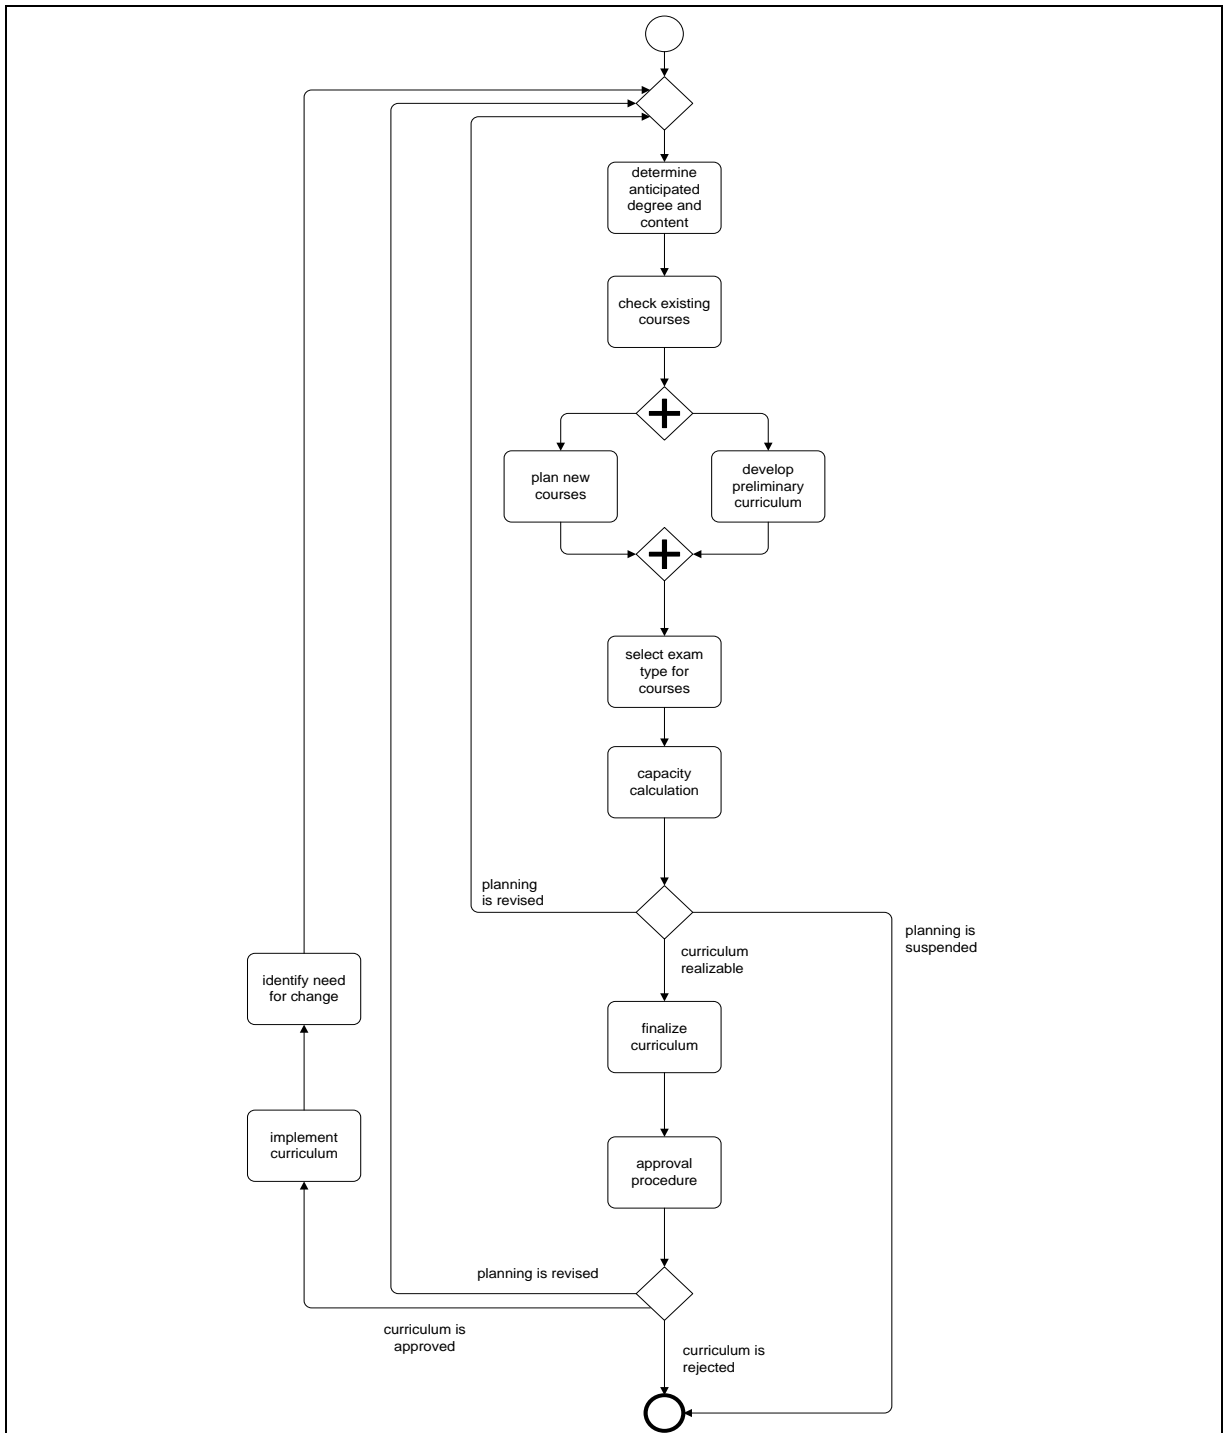 determine
anticipated
degree and
content
check existing
courses
plan new
courses
develop
preliminary
curriculum
select exam
type for
courses
capacity
calculation
planning
is revised
planning is
suspended
curriculum
realizable
identify need
for change
finalize
curriculum
implement
curriculum
approval
procedure
planning is revised
curriculum is
approved
curriculum is
rejected